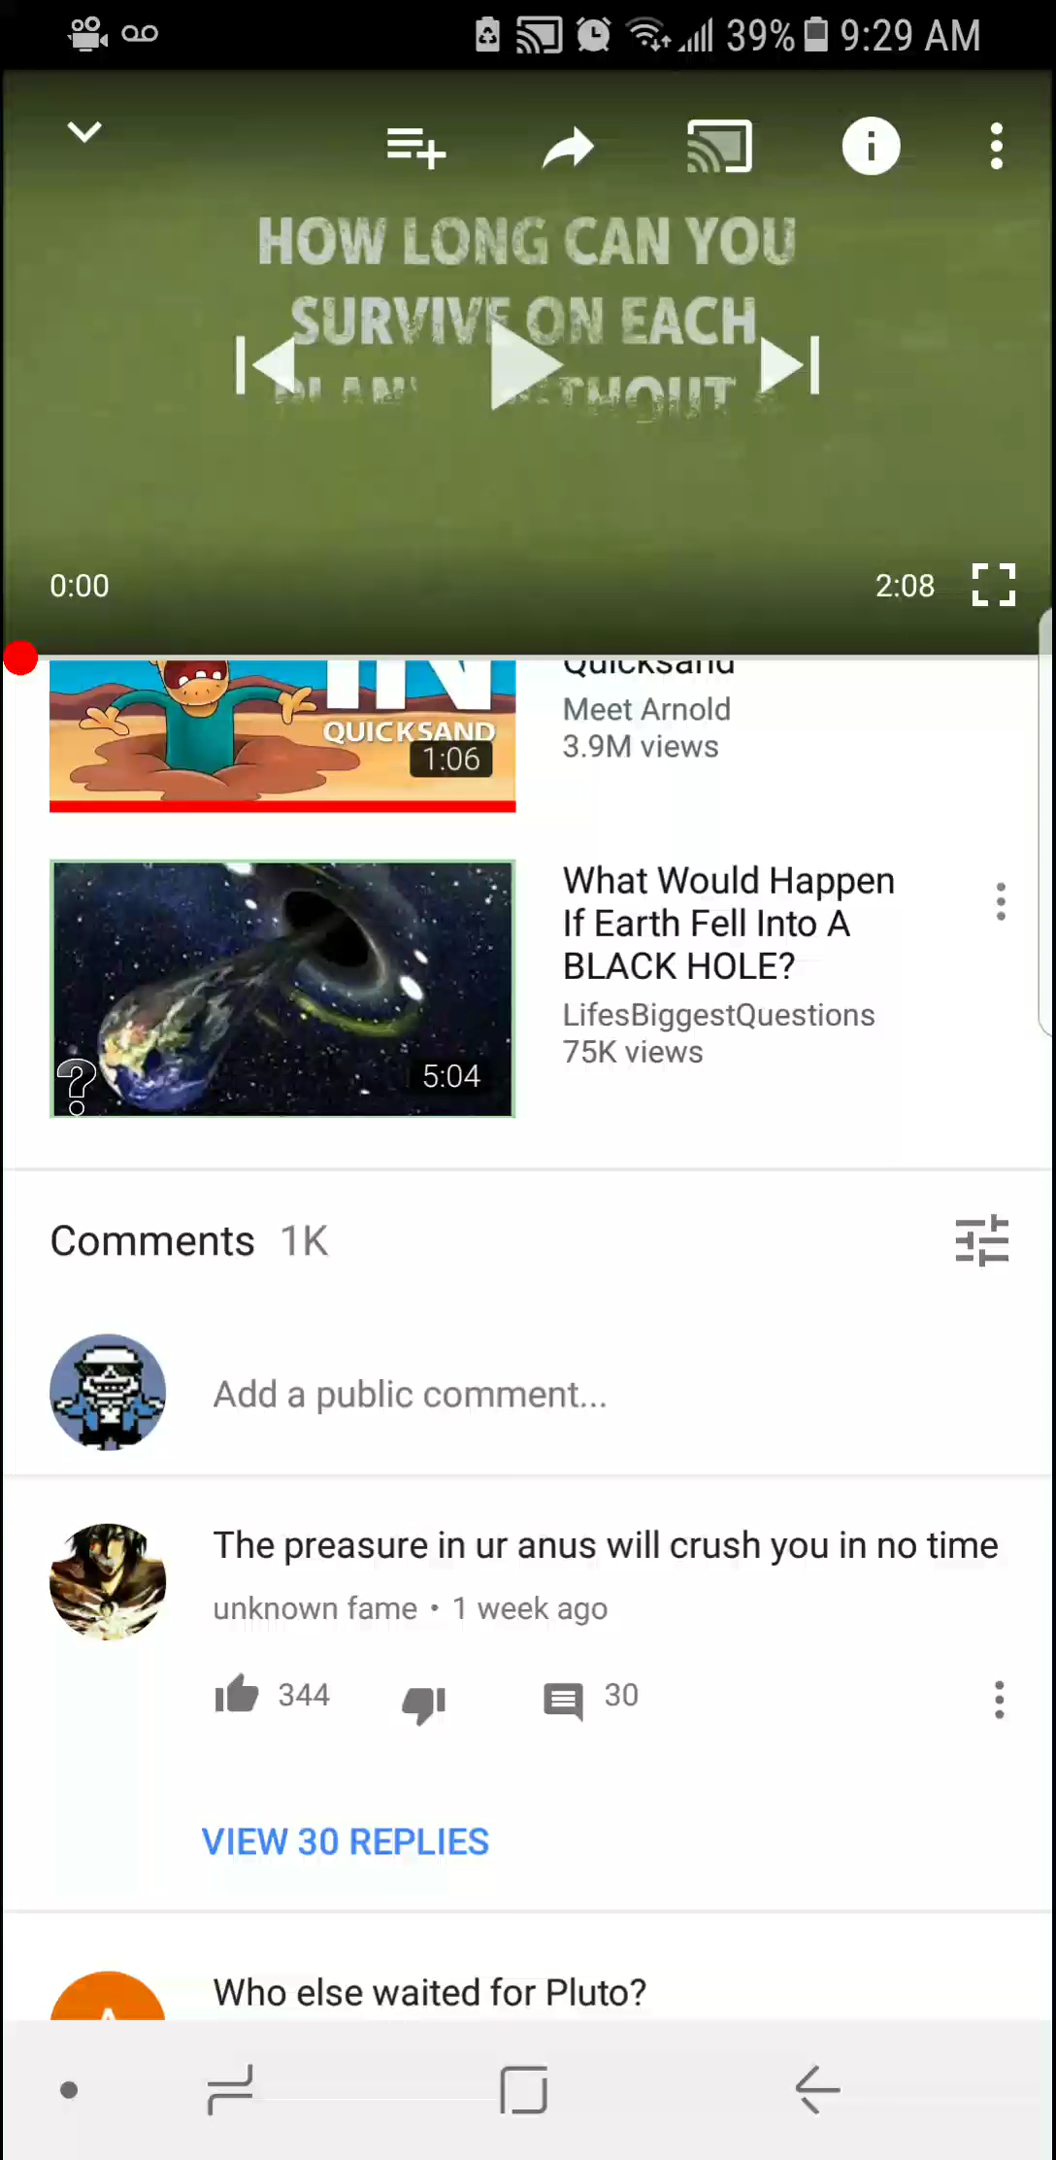 39% 9:29 AM
HOW LONG CAN YOU
SURVIVE ON EACH
0:00
2:08
Quicksand
IN
QUICKSAND
1:06
Meet Arnold
3.9M views
What Would Happen
If Earth Fell Into A
BLACK HOLE?
LifesBiggestQuestions
75K views
?
5:04
Comments 1K
Add a public comment...
The preasure in ur anus will crush you in no time
unknown fame • 1 week ago
344
30
VIEW 30 REPLIES
Who else waited for Pluto?